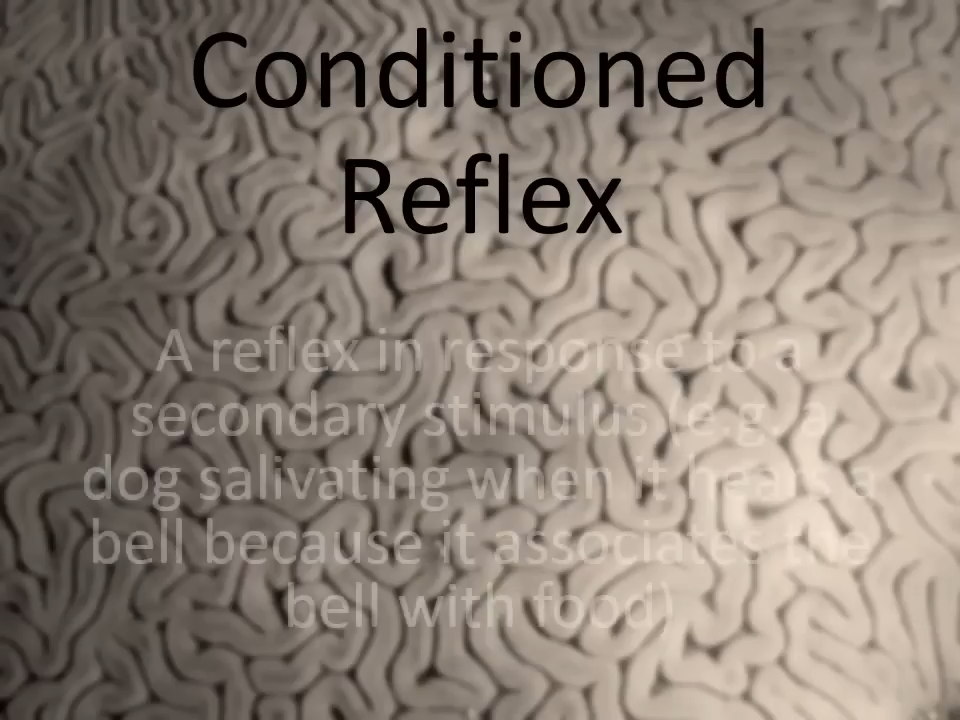 Conditioned
Reflex
A reflex in response to a
secondary stimulus (e.g. a
dog salivating when it hears a
bell because it associates the
bell with food)